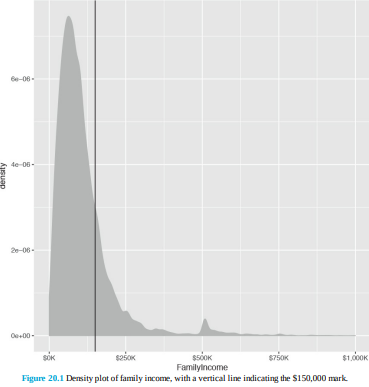 6e-06
4e-06
2e-06
0e+00
density
$0K $250K $500K $750K $1,000K
FamilyIncome
Figure 20.1 Density plot of family income, with a vertical line indicating the $150,000 mark.